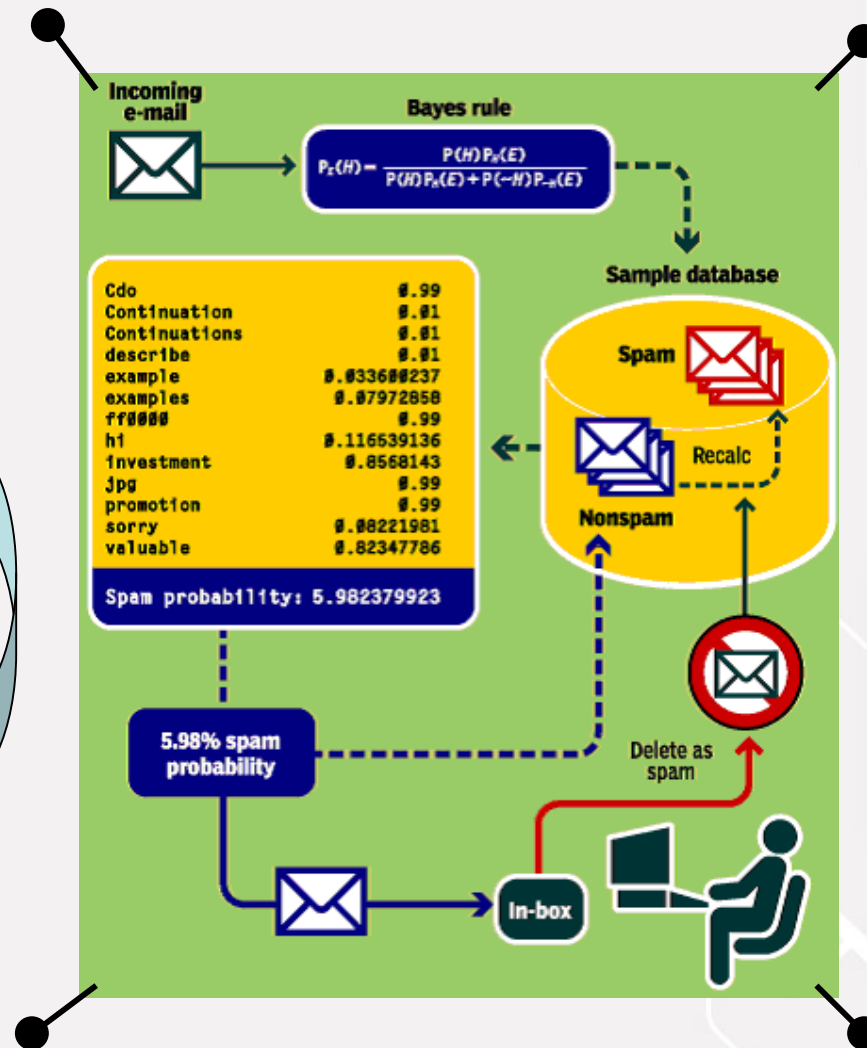 Incoming
e-mail
Bayes rule
P_E(H) = P(H)P_H(E) / P(H)P_H(E)+P(~H)P_~H(E)
Sample database
Spam
Recalc
Nonspam
Cdo 0.99
Continuation 0.01
Continuations 0.01
describe 0.01
example 0.033600237
examples 0.07972858
ff0000 0.99
hi 0.116539136
investment 0.8568143
jpg 0.99
promotion 0.99
sorry 0.08221981
valuable 0.82347786
Spam probability: 5.982379923
5.98% spam
probability
Delete as
spam
In-box